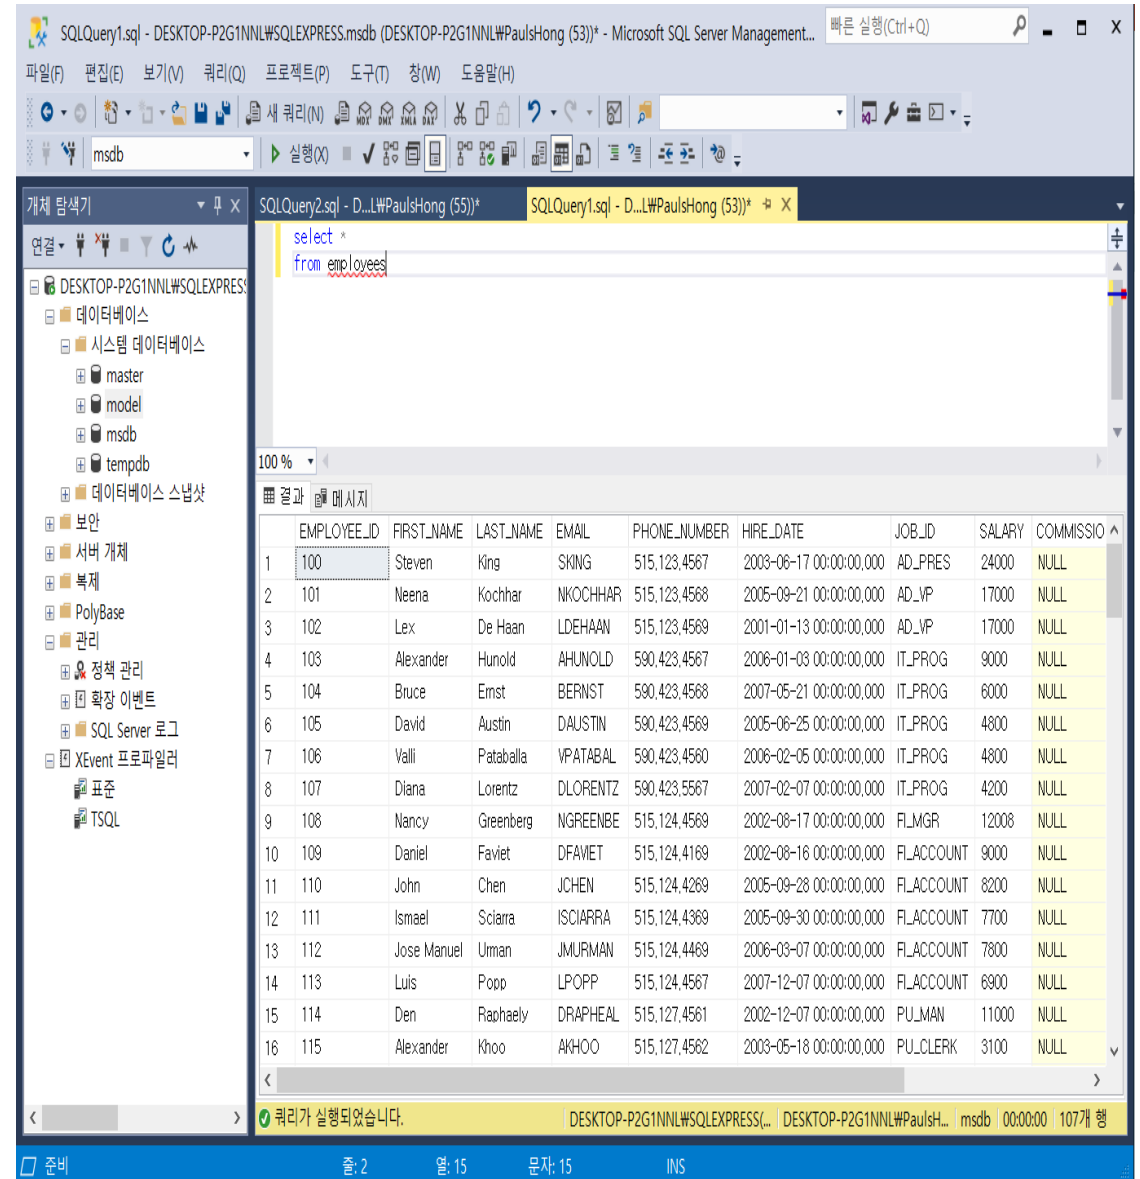 SQLQuery1.sql - DESKTOP-P2G1NNL₩SQLEXPRESS.msdb (DESKTOP-P2G1NNL₩PaulsHong (53))* - Microsoft SQL Server Management... 빠른 실행(Ctrl+Q)
파일(F) 편집(E) 보기(V) 쿼리(Q) 프로젝트(P) 도구(T) 창(W) 도움말(H)
새 쿼리(N) MDX DMX XMLA DAX
msdb 실행(X)
개체 탐색기
연결
DESKTOP-P2G1NNL₩SQLEXPRES
데이터베이스
시스템 데이터베이스
master
model
msdb
tempdb
데이터베이스 스냅샷
보안
서버 개체
복제
PolyBase
관리
정책 관리
확장 이벤트
SQL Server 로그
XEvent 프로파일러
표준
TSQL
SQLQuery2.sql - D...L₩PaulsHong (55))* SQLQuery1.sql - D...L₩PaulsHong (53))*
select *
from employees
100 %
결과 메시지
EMPLOYEE_ID FIRST_NAME LAST_NAME EMAIL PHONE_NUMBER HIRE_DATE JOB_ID SALARY COMMISSIO
1 100 Steven King SKING 515,123,4567 2003-06-17 00:00:00,000 AD_PRES 24000 NULL
2 101 Neena Kochhar NKOCHHAR 515,123,4568 2005-09-21 00:00:00,000 AD_VP 17000 NULL
3 102 Lex De Haan LDEHAAN 515,123,4569 2001-01-13 00:00:00,000 AD_VP 17000 NULL
4 103 Alexander Hunold AHUNOLD 590,423,4567 2006-01-03 00:00:00,000 IT_PROG 9000 NULL
5 104 Bruce Ernst BERNST 590,423,4568 2007-05-21 00:00:00,000 IT_PROG 6000 NULL
6 105 David Austin DAUSTIN 590,423,4569 2005-06-25 00:00:00,000 IT_PROG 4800 NULL
7 106 Valli Pataballa VPATABAL 590,423,4560 2006-02-05 00:00:00,000 IT_PROG 4800 NULL
8 107 Diana Lorentz DLORENTZ 590,423,5567 2007-02-07 00:00:00,000 IT_PROG 4200 NULL
9 108 Nancy Greenberg NGREENBE 515,124,4569 2002-08-17 00:00:00,000 FI_MGR 12008 NULL
10 109 Daniel Faviet DFAVIET 515,124,4169 2002-08-16 00:00:00,000 FI_ACCOUNT 9000 NULL
11 110 John Chen JCHEN 515,124,4269 2005-09-28 00:00:00,000 FI_ACCOUNT 8200 NULL
12 111 Ismael Sciarra ISCIARRA 515,124,4369 2005-09-30 00:00:00,000 FI_ACCOUNT 7700 NULL
13 112 Jose Manuel Urman JMURMAN 515,124,4469 2006-03-07 00:00:00,000 FI_ACCOUNT 7800 NULL
14 113 Luis Popp LPOPP 515,124,4567 2007-12-07 00:00:00,000 FI_ACCOUNT 6900 NULL
15 114 Den Raphaely DRAPHEAL 515,127,4561 2002-12-07 00:00:00,000 PU_MAN 11000 NULL
16 115 Alexander Khoo AKHOO 515,127,4562 2003-05-18 00:00:00,000 PU_CLERK 3100 NULL
쿼리가 실행되었습니다. DESKTOP-P2G1NNL₩SQLEXPRESS(... DESKTOP-P2G1NNL₩PaulsH... msdb 00:00:00 107개 행
준비 줄: 2 열: 15 문자: 15 INS